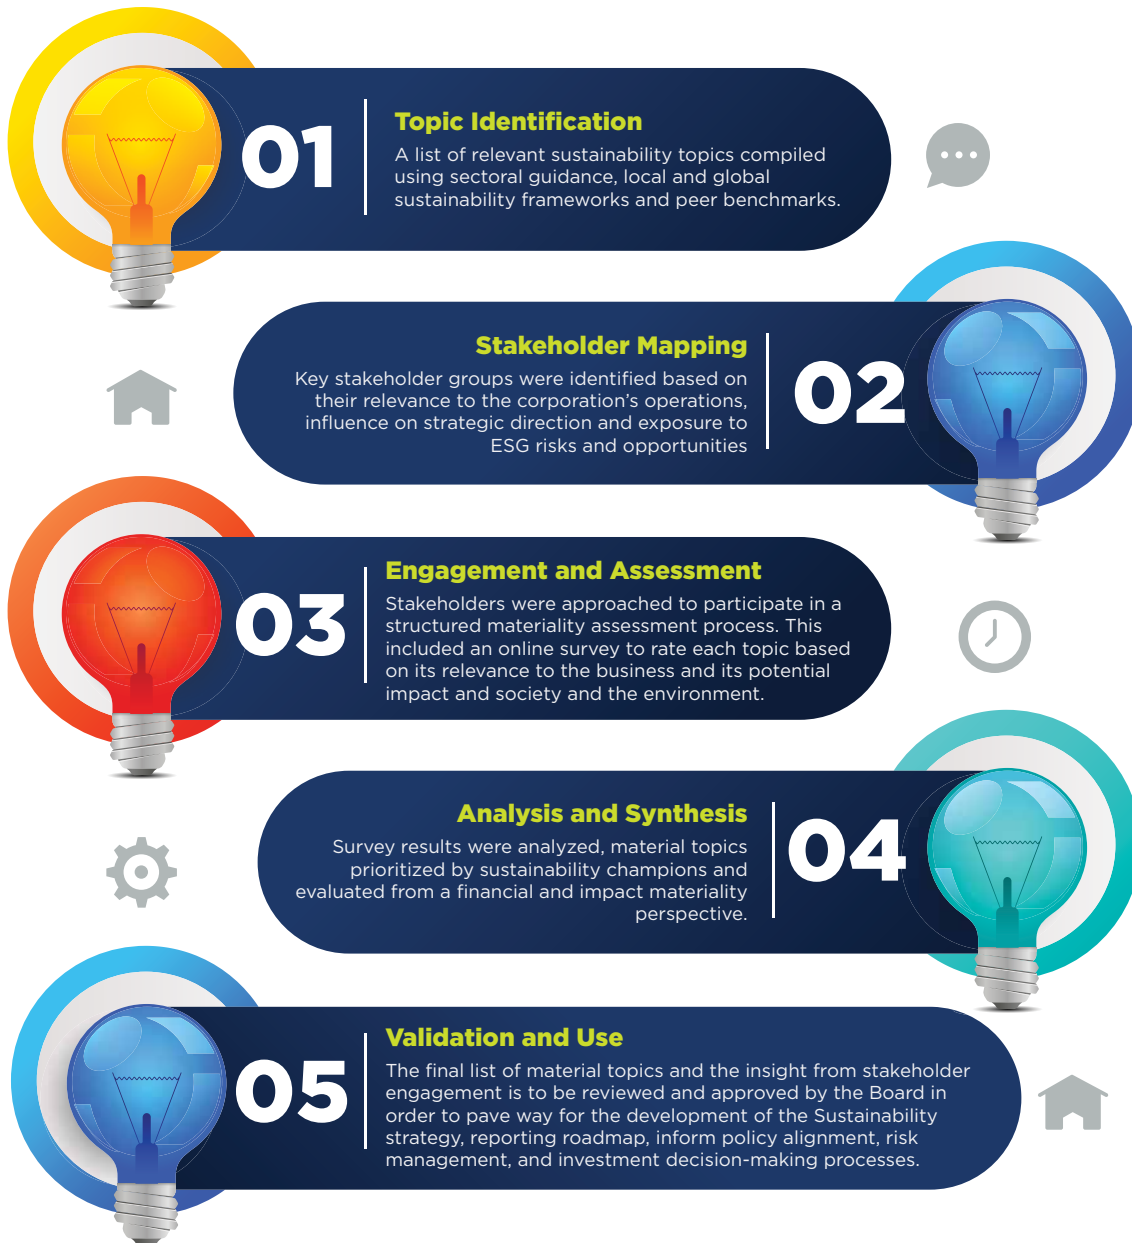 01
Topic Identification
A list of relevant sustainability topics compiled
using sectoral guidance, local and global
sustainability frameworks and peer benchmarks.
02
Stakeholder Mapping
Key stakeholder groups were identified based on
their relevance to the corporation’s operations,
influence on strategic direction and exposure to
ESG risks and opportunities
03
Engagement and Assessment
Stakeholders were approached to participate in a
structured materiality assessment process. This
included an online survey to rate each topic based
on its relevance to the business and its potential
impact and society and the environment.
04
Analysis and Synthesis
Survey results were analyzed, material topics
prioritized by sustainability champions and
evaluated from a financial and impact materiality
perspective.
05
Validation and Use
The final list of material topics and the insight from stakeholder
engagement is to be reviewed and approved by the Board in
order to pave way for the development of the Sustainability
strategy, reporting roadmap, inform policy alignment, risk
management, and investment decision-making processes.